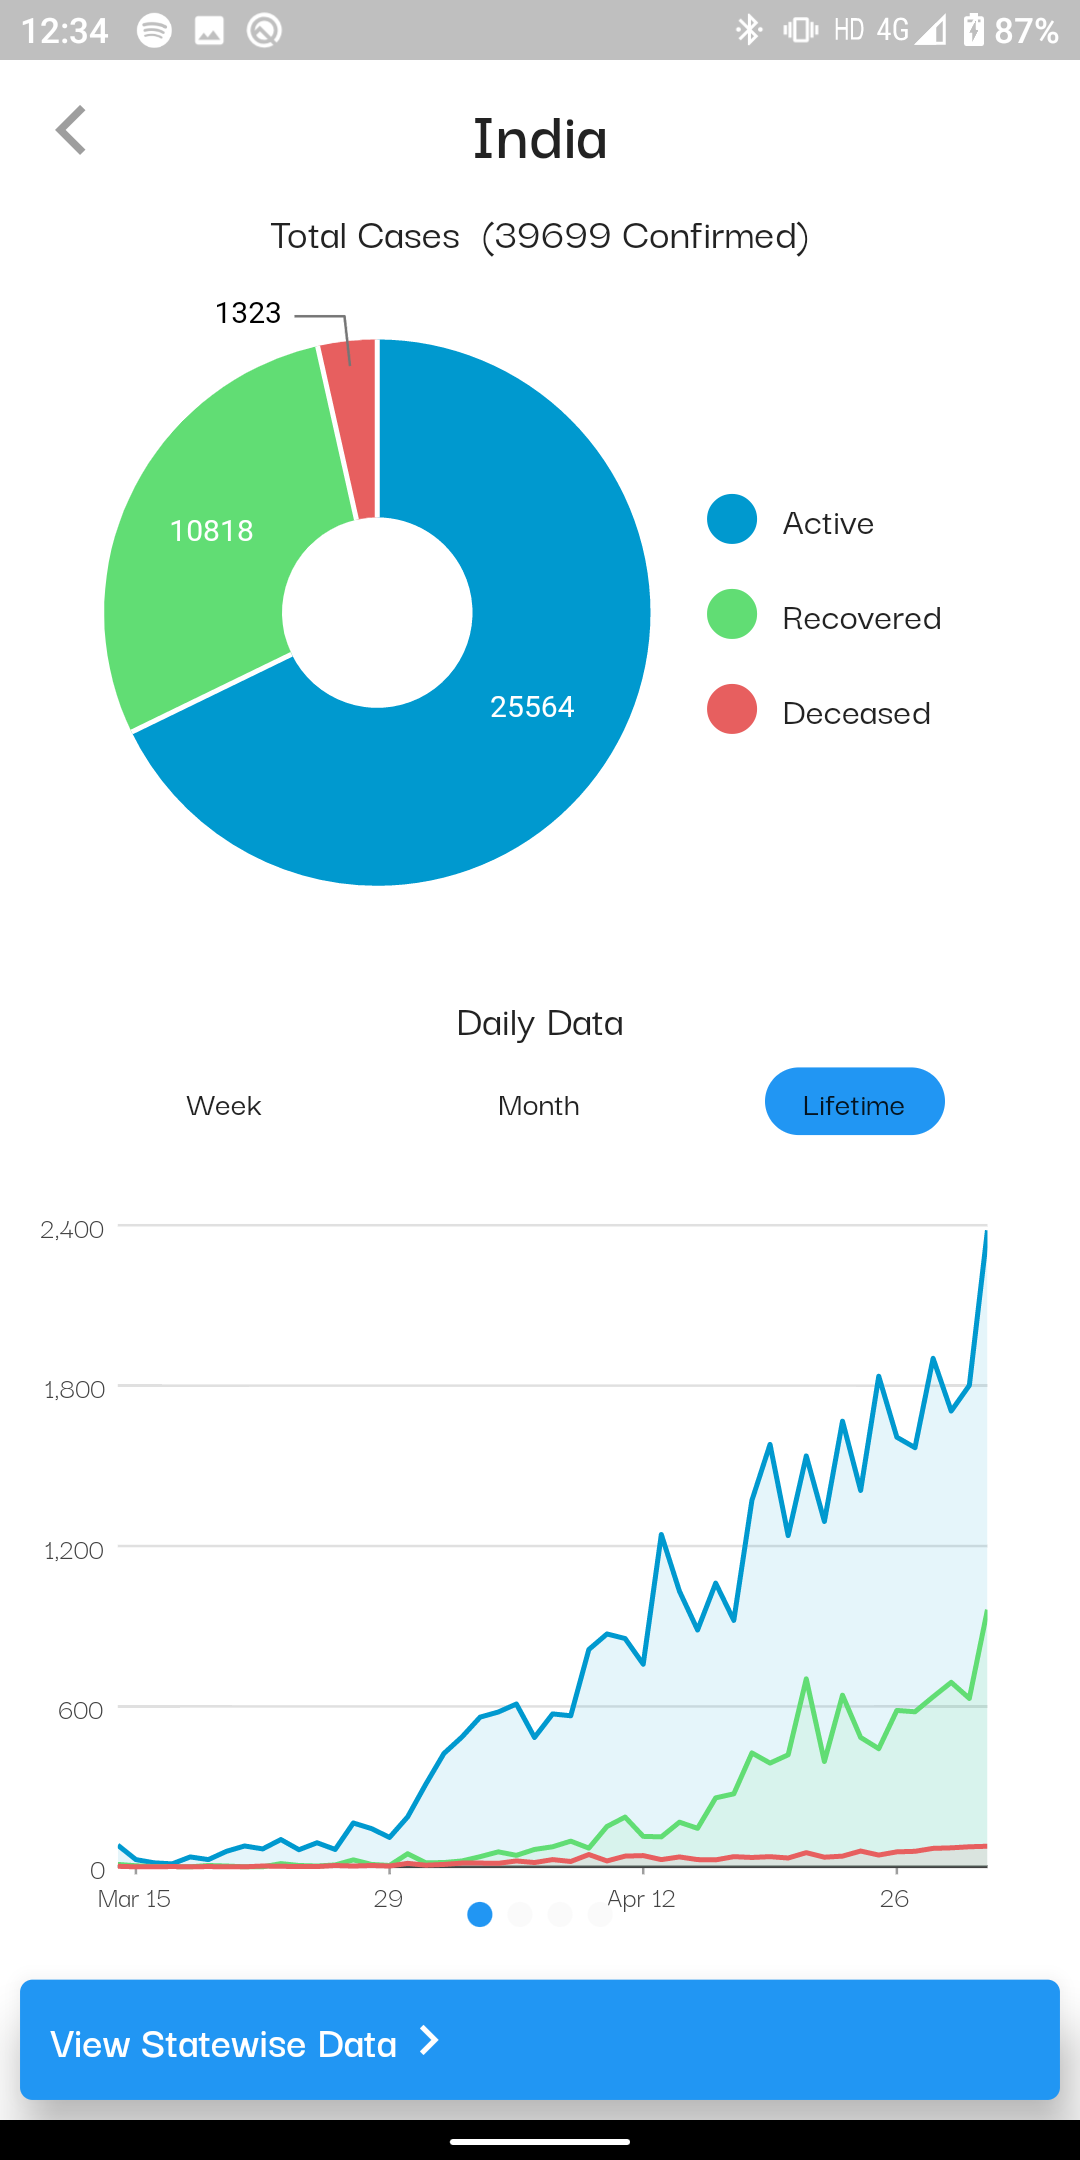 12:34 HD 4G 87%
India
Total Cases (39699 Confirmed)
1323
10818
25564
Active
Recovered
Deceased
Daily Data
Week Month Lifetime
2,400
1,800
1,200
600
0
Mar 15 29 Apr 12 26
View Statewise Data